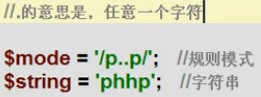 //.的意思是，任意一个字符
$mode = '/p..p/';   //规则模式
$string = 'phhp';   //字符串